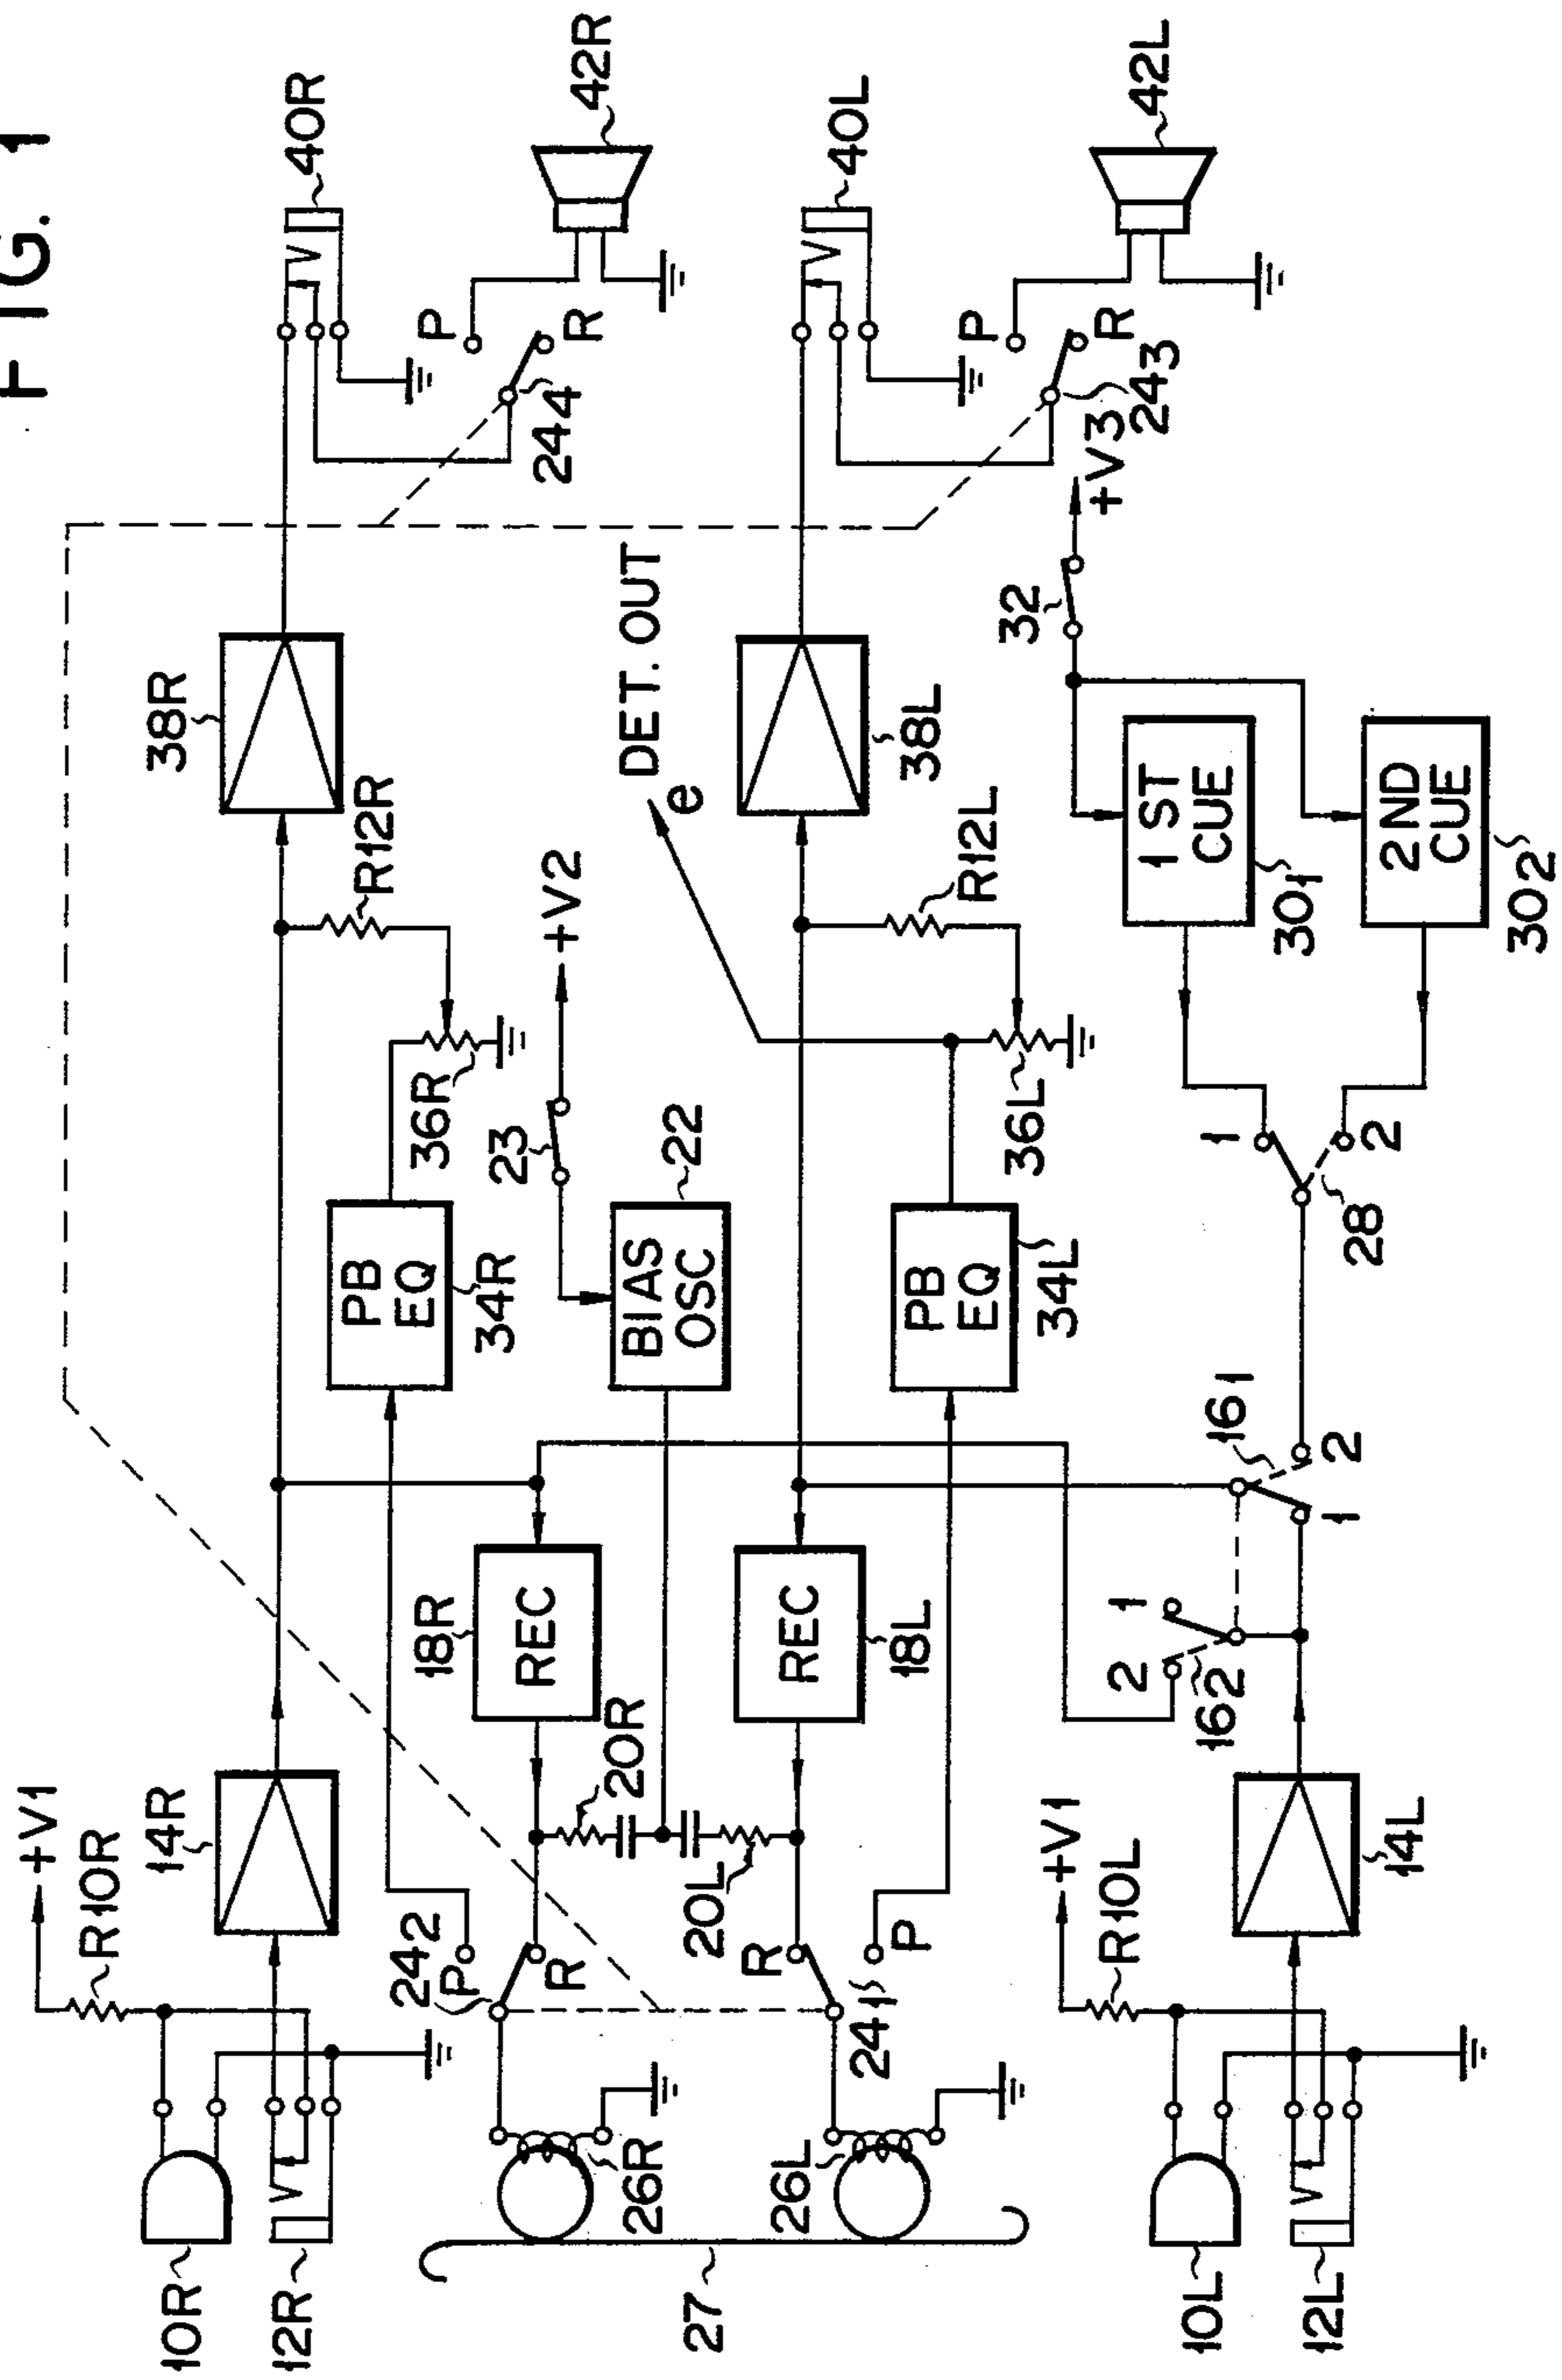 FIG. 1
40R
42R
40L
42L
P
R
244
P
R
243
+V3
32
38R
R12R
DET. OUT
e
38L
R12L
1ST CUE
301
2ND CUE
302
+V2
36R
23
22
36L
1
2
28
PB EQ
34R
BIAS OSC
PB EQ
34L
161
2
1
18R
REC
REC
18L
1
2
162
20R
20L
+V1
R10R
14R
242
P
R
R
P
241
+V1
R10L
14L
26R
26L
10R
12R
27
10L
12L